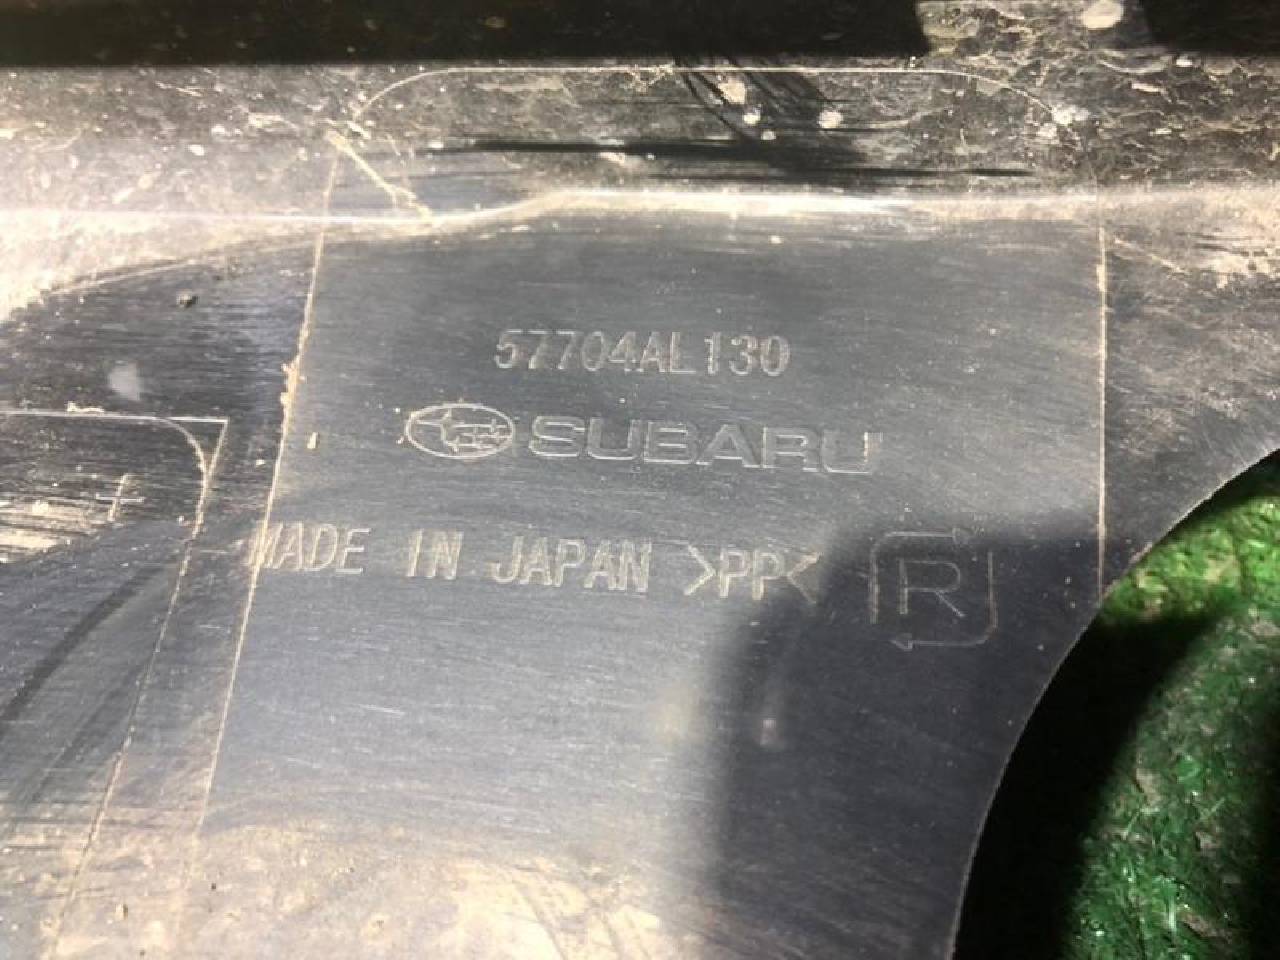 57704AL130
SUBARU
MADE IN JAPAN >PP< R